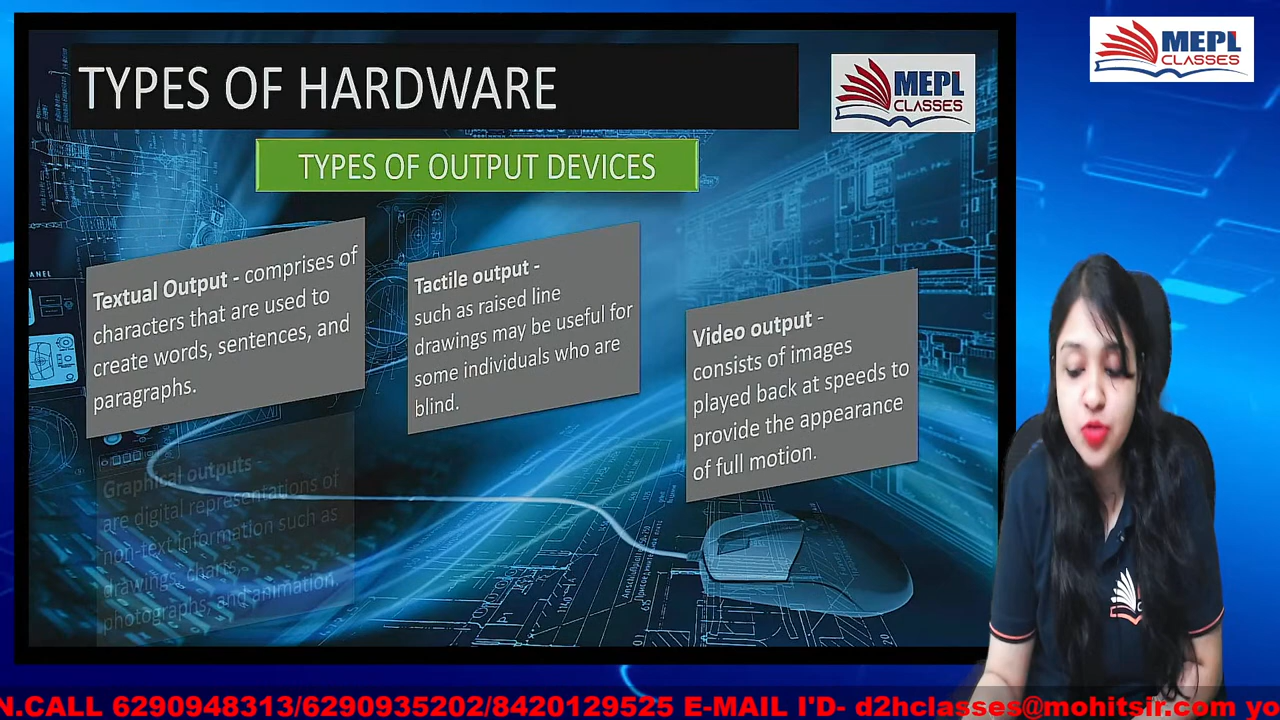 TYPES OF HARDWARE
MEPL
CLASSES
MEPL
CLASSES
TYPES OF OUTPUT DEVICES
Textual Output - comprises of
characters that are used to
create words, sentences, and
paragraphs.
Tactile output -
such as raised line
drawings may be useful for
some individuals who are
blind.
Video output -
consists of images
played back at speeds to
provide the appearance
of full motion.
Graphical outputs -
are digital representations of
non-text information such as
drawings, charts,
photographs, and animation.
N.CALL 6290948313/6290935202/8420129525 E-MAIL I'D- d2hclasses@mohitsir.com yo